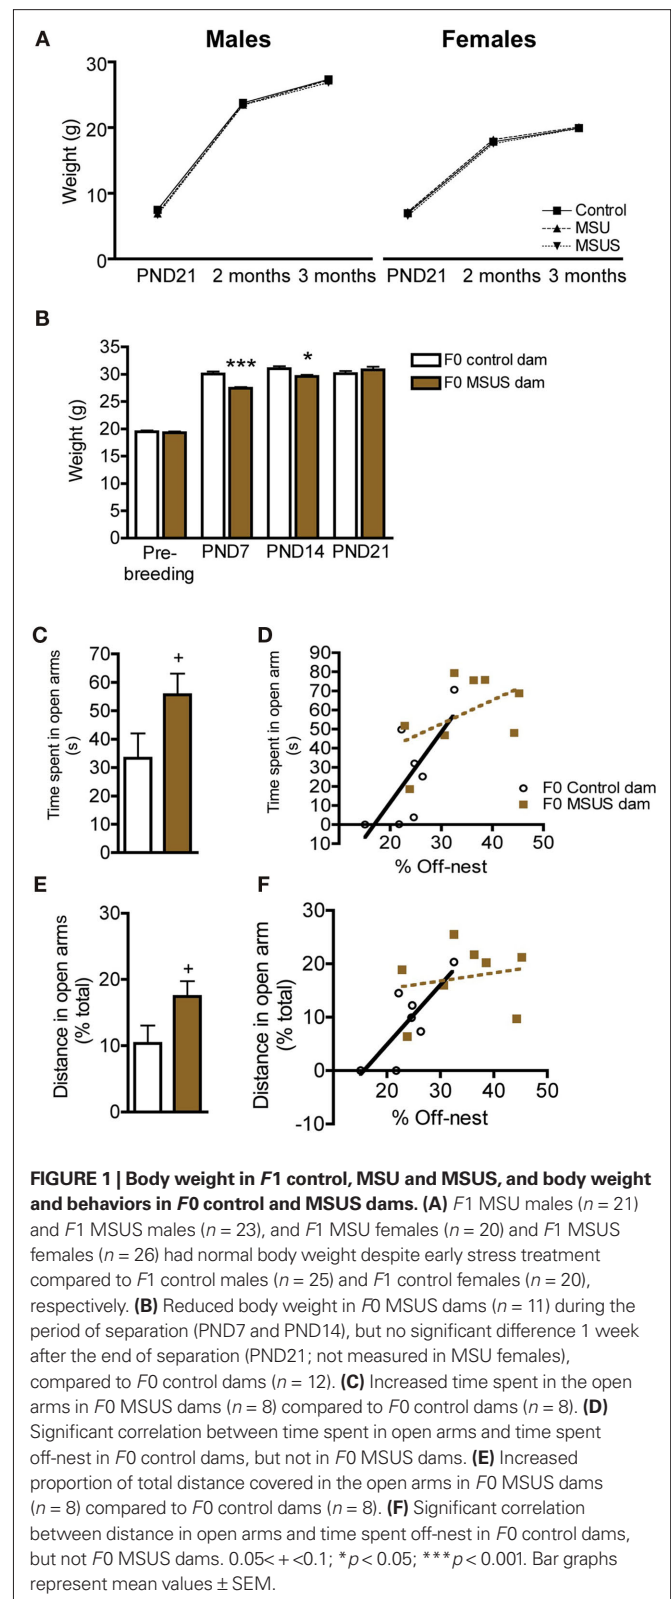 A
Males
Females
Weight (g)
30
20
10
0
PND21 2 months 3 months
PND21 2 months 3 months
Control
MSU
MSUS
B
Weight (g)
35
30
25
20
15
10
5
0
***
*
Pre-
breeding
PND7
PND14
PND21
F0 control dam
F0 MSUS dam
C
Time spent in open arms
(s)
70
60
50
40
30
20
10
0
+
D
Time spent in open arm
(s)
90
80
70
60
50
40
30
20
10
0
10
20 30 40 50
% Off-nest
F0 Control dam
F0 MSUS dam
E
Distance in open arms
(% total)
30
20
10
0
+
F
Distance in open arm
(% total)
30
20
10
0
-10
20 30 40 50
% Off-nest
FIGURE 1 | Body weight in F1 control, MSU and MSUS, and body weight
and behaviors in F0 control and MSUS dams. (A) F1 MSU males (n = 21)
and F1 MSUS males (n = 23), and F1 MSU females (n = 20) and F1 MSUS
females (n = 26) had normal body weight despite early stress treatment
compared to F1 control males (n = 25) and F1 control females (n = 20),
respectively. (B) Reduced body weight in F0 MSUS dams (n = 11) during the
period of separation (PND7 and PND14), but no significant difference 1 week
after the end of separation (PND21; not measured in MSU females),
compared to F0 control dams (n = 12). (C) Increased time spent in the open
arms in F0 MSUS dams (n = 8) compared to F0 control dams (n = 8). (D)
Significant correlation between time spent in open arms and time spent
off-nest in F0 control dams, but not in F0 MSUS dams. (E) Increased
proportion of total distance covered in the open arms in F0 MSUS dams
(n = 8) compared to F0 control dams (n = 8). (F) Significant correlation
between distance in open arms and time spent off-nest in F0 control dams,
but not F0 MSUS dams. 0.05< + <0.1; *p < 0.05; ***p < 0.001. Bar graphs
represent mean values ± SEM.